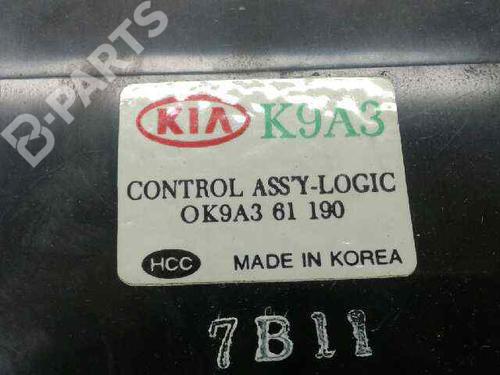 B-PARTS
KIA K9A3
CONTROL ASS'Y-LOGIC
OK9A3 61 190
HCC MADE IN KOREA
7B11